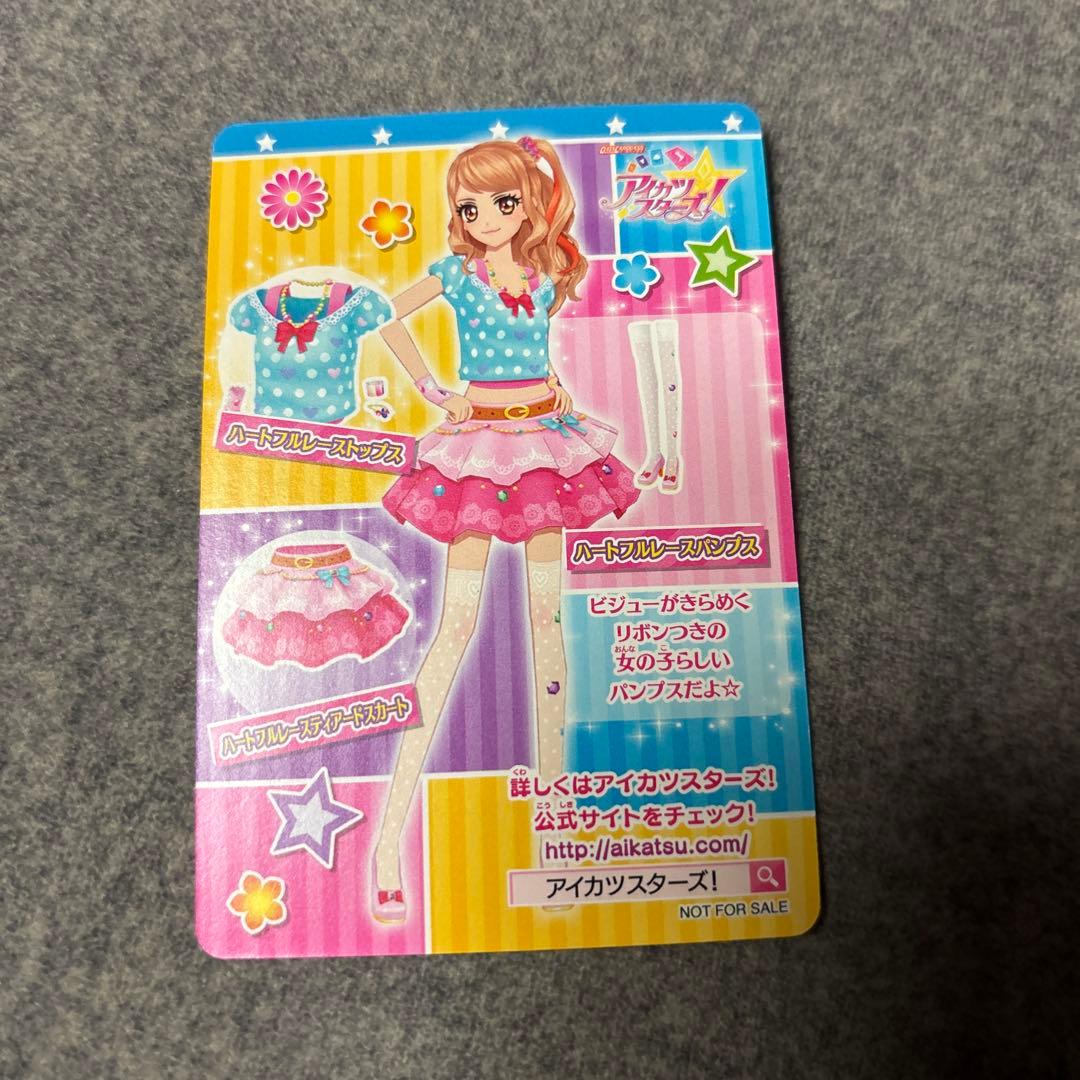 DATA CARDDASS
アイカツ
スターズ!
ハートフルレーストップス
ハートフルレースパンプス
ビジューがきらめく
リボンつきの
おんな こ
女の子らしい
パンプスだよ☆
ハートフルレースティアードスカート
くわ
詳しくはアイカツスターズ!
こうしき
公式サイトをチェック!
http://aikatsu.com/
アイカツスターズ!
NOT FOR SALE